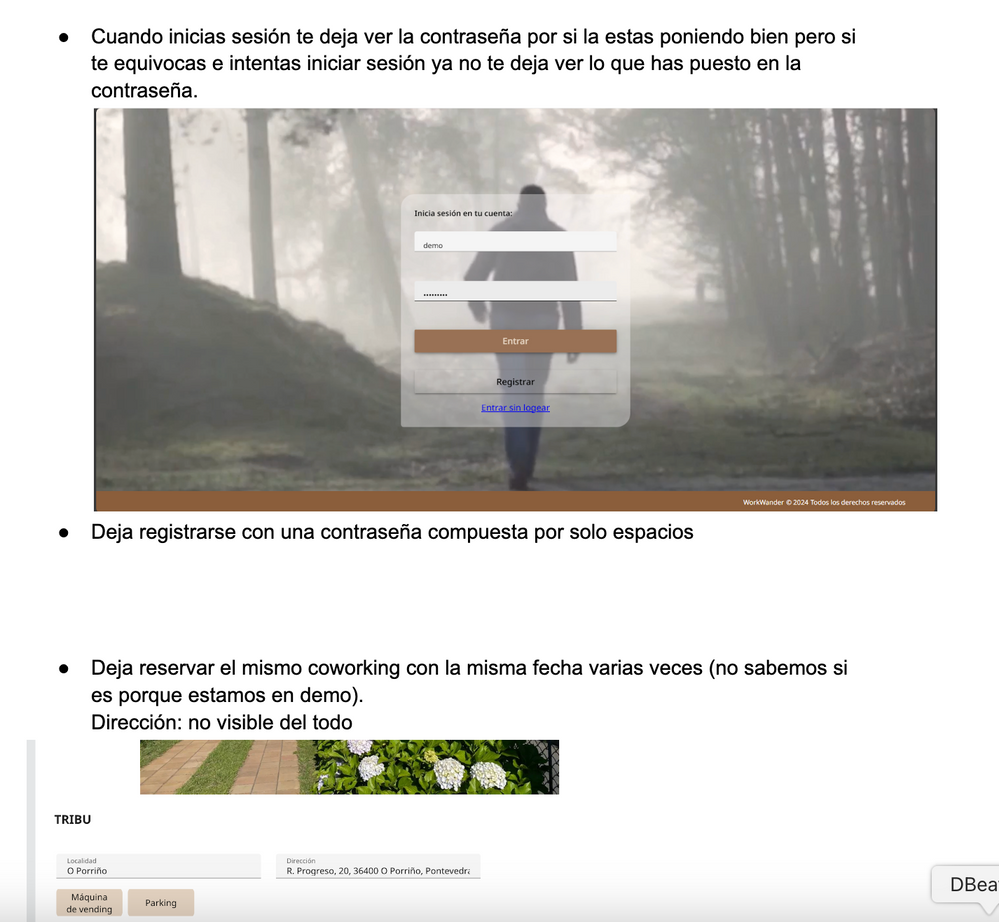 ● Cuando inicias sesión te deja ver la contraseña por si la estas poniendo bien pero si
te equivocas e intentas iniciar sesión ya no te deja ver lo que has puesto en la
contraseña.
Inicia sesión en tu cuenta:
demo
•••••••••
Entrar
Registrar
Entrar sin logear
WorkWander © 2024 Todos los derechos reservados
● Deja registrarse con una contraseña compuesta por solo espacios
● Deja reservar el mismo coworking con la misma fecha varias veces (no sabemos si
es porque estamos en demo).
Dirección: no visible del todo
TRIBU
Localidad
O Porriño
Dirección
R. Progreso, 20, 36400 O Porriño,
Máquina
de vending
Parking